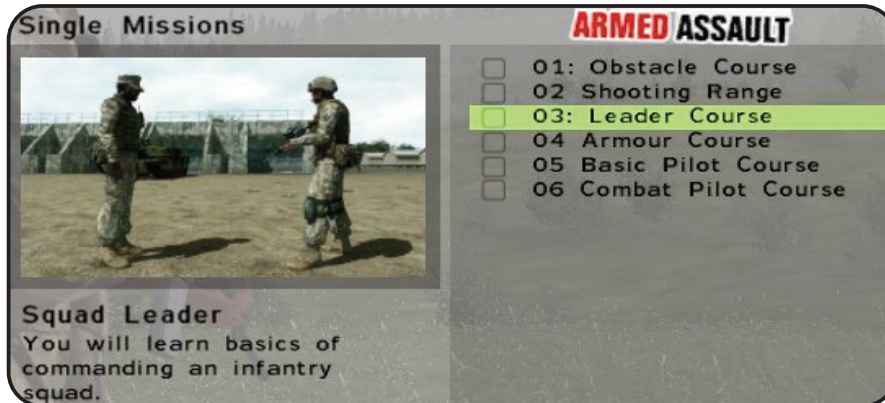 Single Missions
ARMED ASSAULT
01: Obstacle Course
02 Shooting Range
03: Leader Course
04 Armour Course
05 Basic Pilot Course
06 Combat Pilot Course
Squad Leader
You will learn basics of
commanding an infantry
squad.